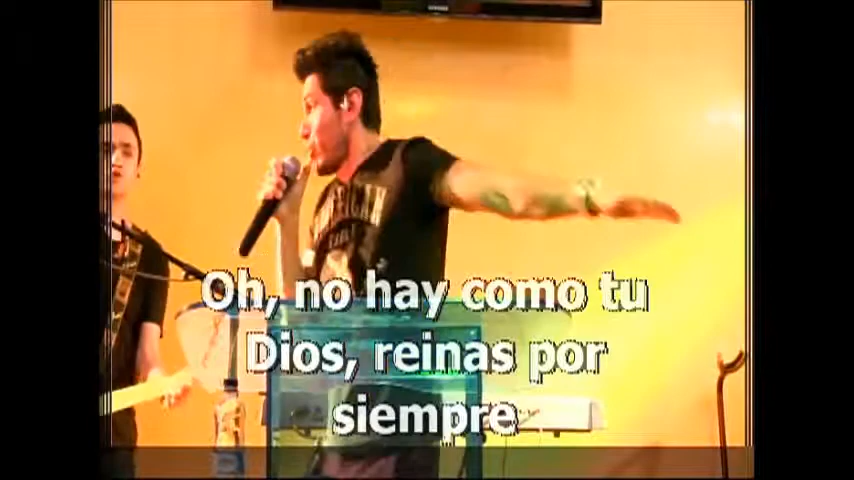 Oh, no hay como tu
Dios, reinas por
siempre